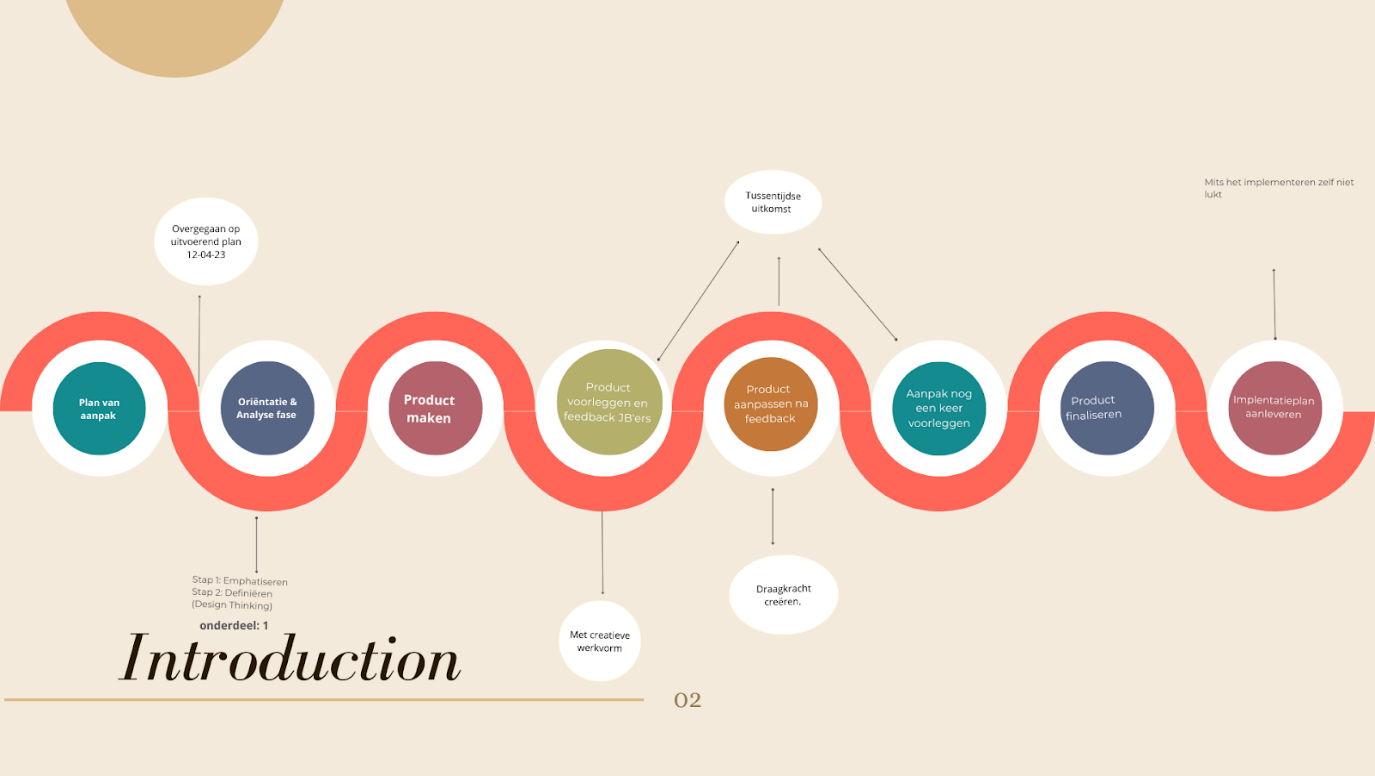 Tussentijdse
uitkomst
Mits het implementeren zelf niet
lukt
Overgegaan op
uitvoerend plan
12-04-23
Plan van
aanpak
Oriëntatie &
Analyse fase
Product
maken
Product
voorleggen en
feedback JB'ers
Product
aanpassen na
feedback
Aanpak nog
een keer
voorleggen
Product
finaliseren
Implentatieplan
aanleveren
Stap 1: Emphatiseren
Stap 2: Definiëren
(Design Thinking)
onderdeel: 1
Draagkracht
creëren.
Met creatieve
werkvorm
Introduction
02